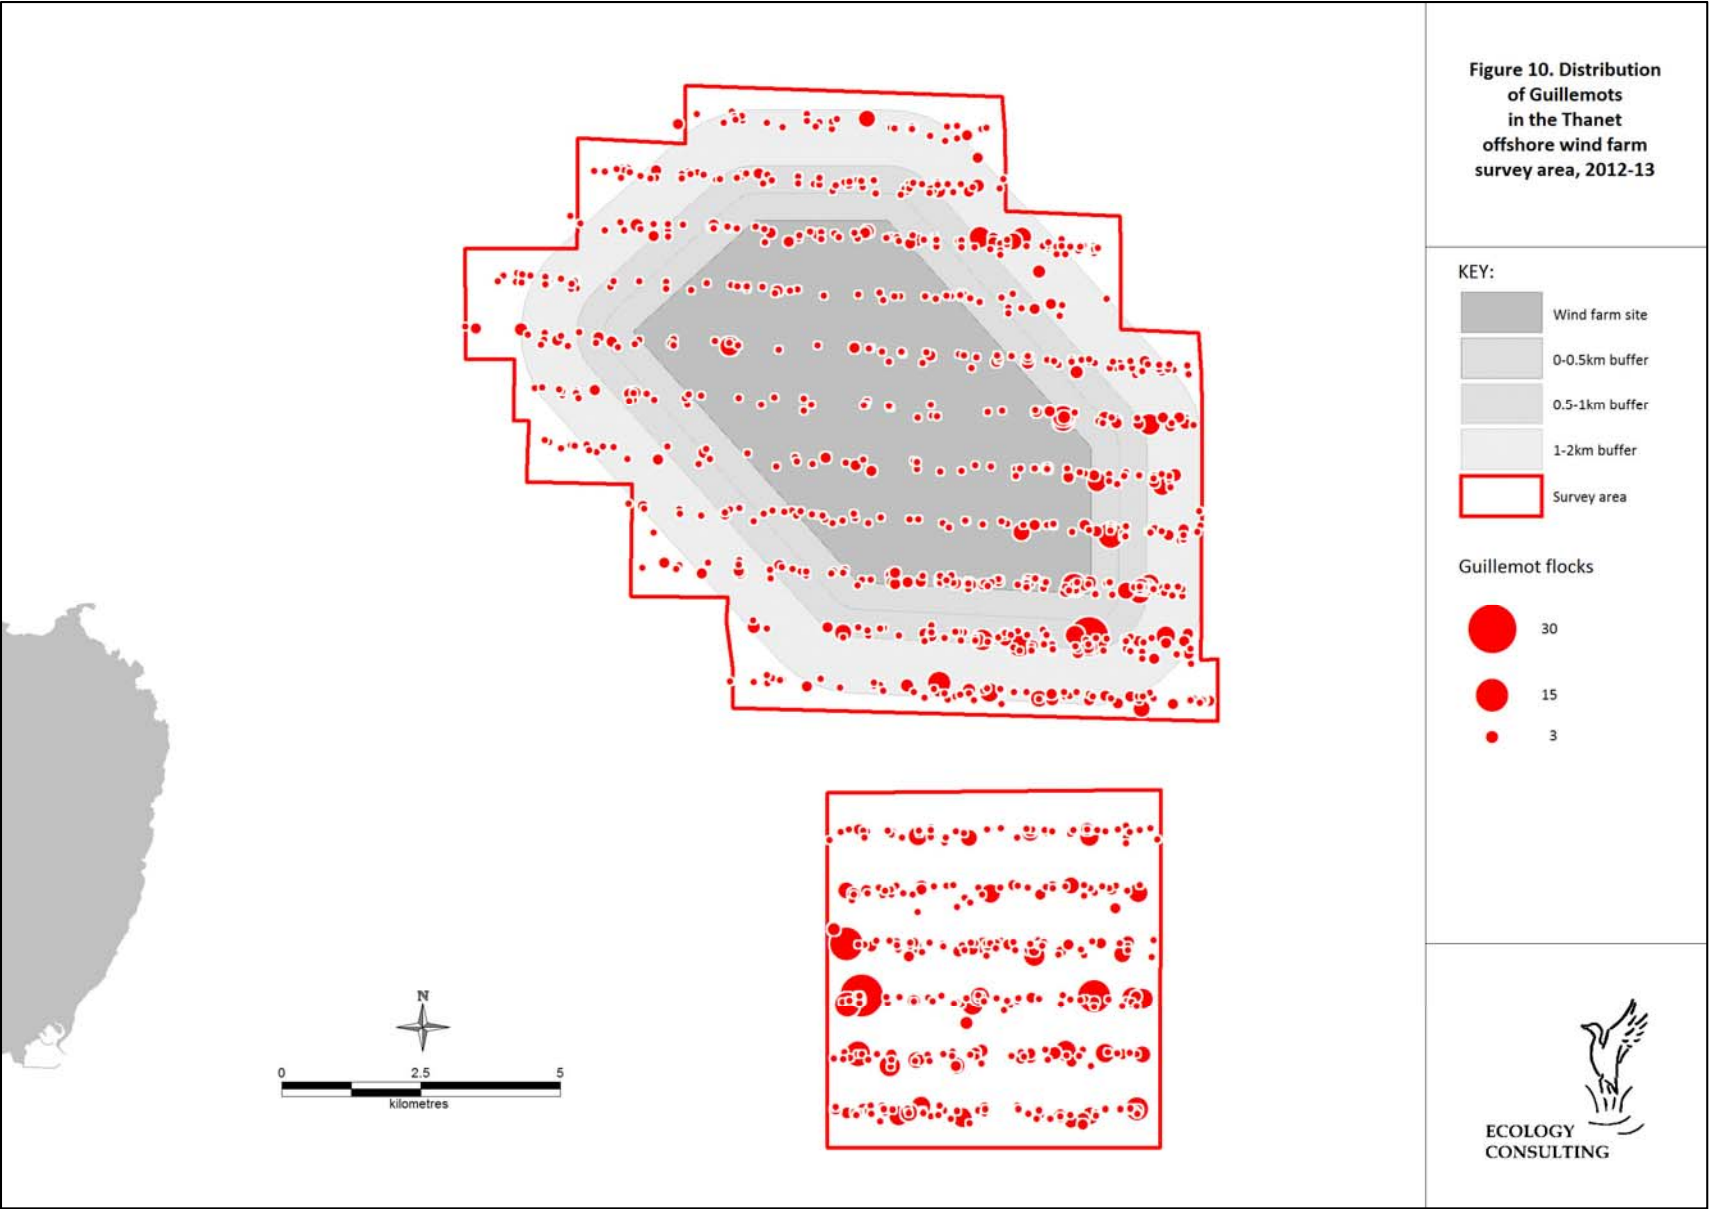 Figure 10. Distribution
of Guillemots
in the Thanet
offshore wind farm
survey area, 2012-13
KEY:
Wind farm site
0-0.5km buffer
0.5-1km buffer
1-2km buffer
Survey area
Guillemot flocks
30
15
3
N
0 2.5 5
kilometres
ECOLOGY
CONSULTING